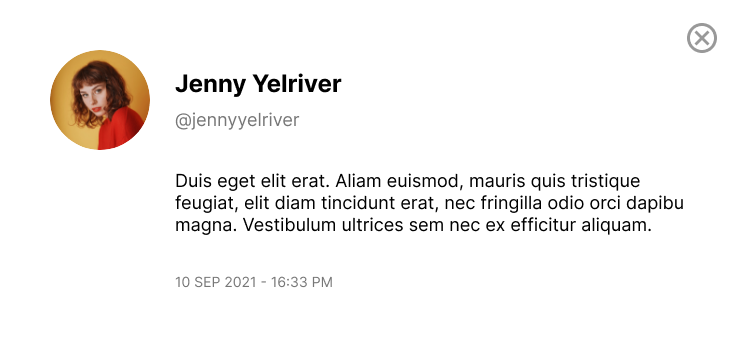 Jenny Yelriver
@jennyyelriver
Duis eget elit erat. Aliam euismod, mauris quis tristique
feugiat, elit diam tincidunt erat, nec fringilla odio orci dapibu
magna. Vestibulum ultrices sem nec ex efficitur aliquam.
10 SEP 2021 - 16:33 PM